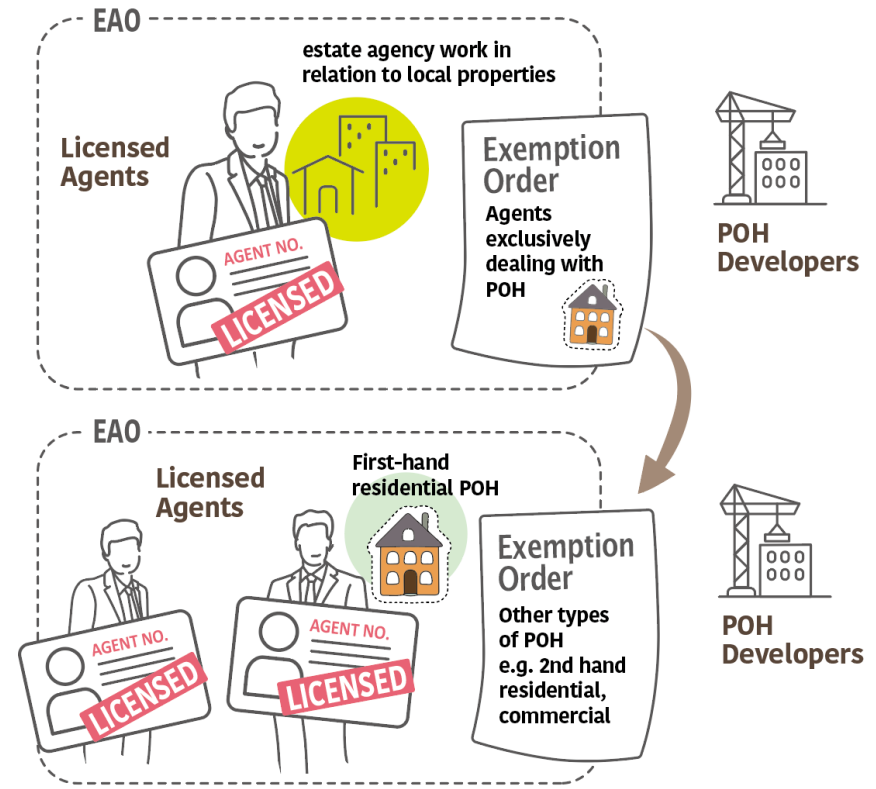 EAO
estate agency work in
relation to local properties
Licensed
Agents
AGENT NO.
LICENSED
Exemption
Order
Agents
exclusively
dealing with
POH
POH
Developers
EAO
Licensed
Agents
First-hand
residential POH
AGENT NO.
LICENSED
AGENT NO.
LICENSED
Exemption
Order
Other types
of POH
e.g. 2nd hand
residential,
commercial
POH
Developers